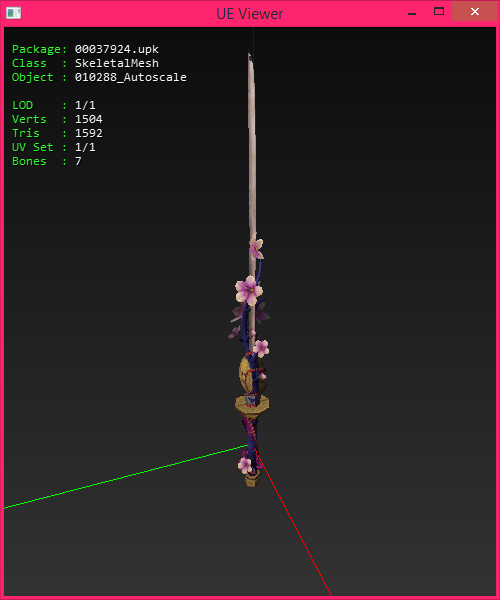 UE Viewer
Package: 00037924.upk
Class  : SkeletalMesh
Object : 010288_Autoscale
LOD    : 1/1
Verts  : 1504
Tris   : 1592
UV Set : 1/1
Bones  : 7